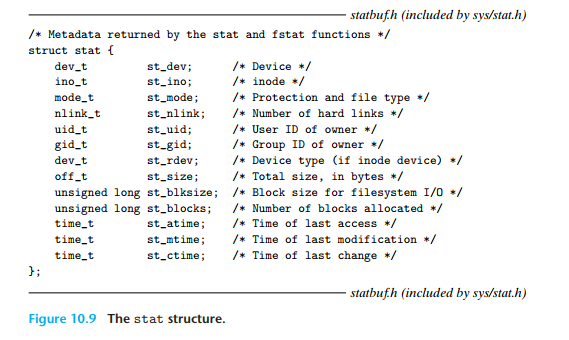 statbuf.h (included by sys/stat.h)
/* Metadata returned by the stat and fstat functions */
struct stat {
    dev_t         st_dev;     /* Device */
    ino_t         st_ino;     /* inode */
    mode_t        st_mode;    /* Protection and file type */
    nlink_t       st_nlink;   /* Number of hard links */
    uid_t         st_uid;     /* User ID of owner */
    gid_t         st_gid;     /* Group ID of owner */
    dev_t         st_rdev;    /* Device type (if inode device) */
    off_t         st_size;    /* Total size, in bytes */
    unsigned long st_blksize; /* Block size for filesystem I/O */
    unsigned long st_blocks;  /* Number of blocks allocated */
    time_t        st_atime;   /* Time of last access */
    time_t        st_mtime;   /* Time of last modification */
    time_t        st_ctime;   /* Time of last change */
};
statbuf.h (included by sys/stat.h)
Figure 10.9 The stat structure.